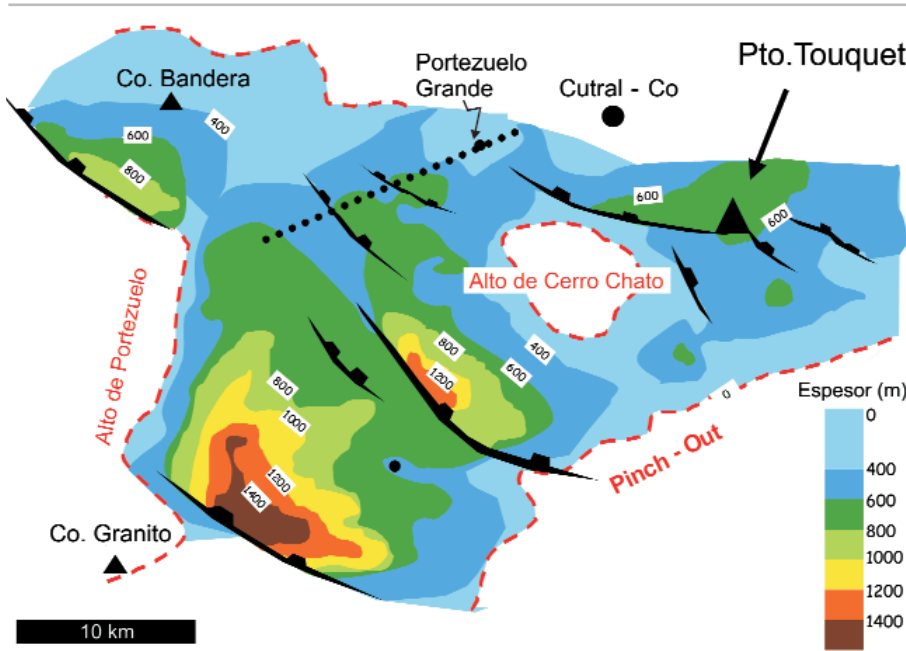 Pto.Touquet
Portezuelo
Grande
Cutral - Co
Co. Bandera
400
600
800
600
600
Alto de Cerro Chato
Alto de Portezuelo
800
1200
400
600
800
1000
1200
1400
0
Pinch - Out
Co. Granito
10 km
Espesor (m)
0
400
600
800
1000
1200
1400